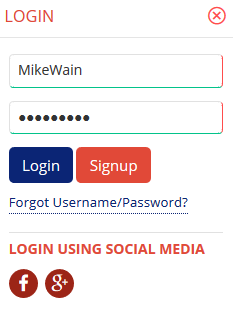 LOGIN
MikeWain
●●●●●●●●●
Login Signup
Forgot Username/Password?
LOGIN USING SOCIAL MEDIA
f g+